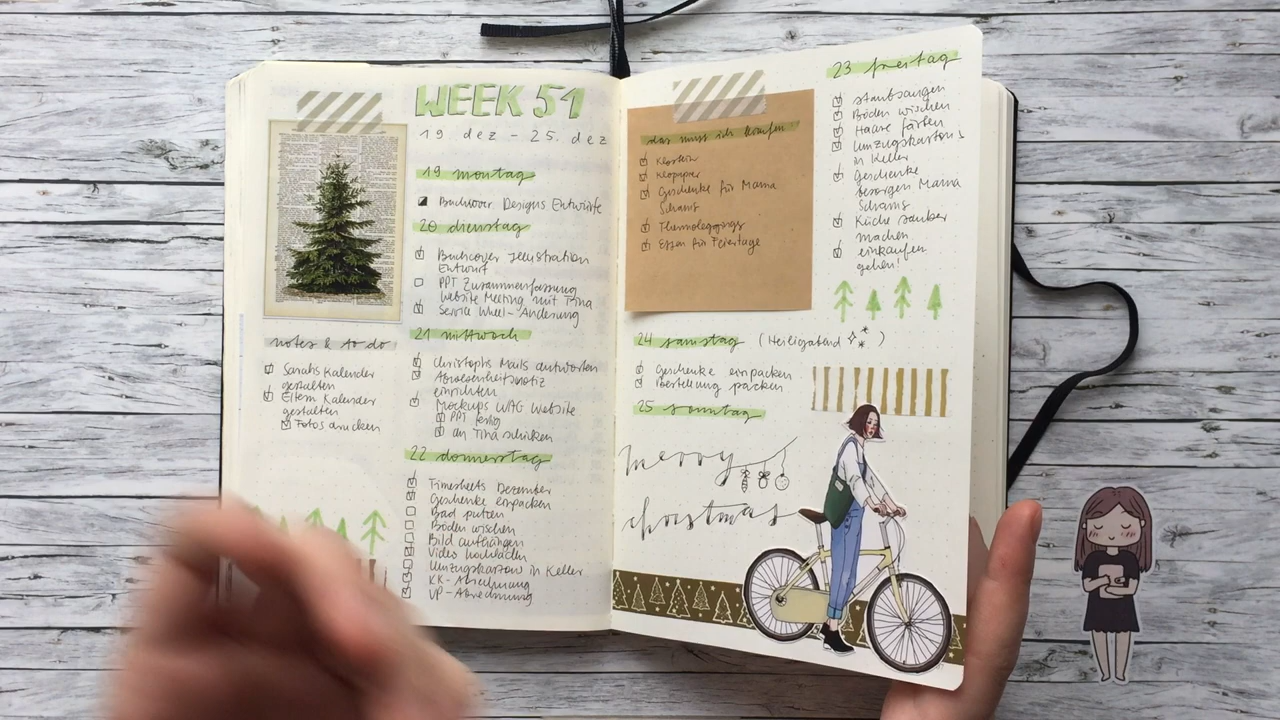 WEEK 51
19 dez - 25. dez
19 montag
Buchcover Designs Entwürfe
20 dienstag
Buchcover Illustration
Entwurf
PPT Zusammenfassung
Website Meeting mit Tina
Service Wheel - Änderung
notes & to do
Sarahs Kalender
gestalten
Eltern Kalender
gestalten
Fotos drucken
21 mittwoch
Christophs Mails antworten
Abwesenheitsnotiz
einrichten
Mockups WAG Website
PPT fertig
an Tina schicken
22 donnerstag
Timesheets Dezember
Geschenke einpacken
Bad putzen
Böden wischen
Bild aufhängen
Video hochladen
Umzugskarton in Keller
KK - Abrechnung
VP - Abrechnung
das muss ich kaufen
Klostein
Klopapier
Geschenke für Mama
Thermoleggings
Essen für Feiertage
23 freitag
staubsaugen
Böden wischen
Haare färben
Umzugskartons
in Keller
Geschenke
besorgen Mama
Küche sauber
machen
einkaufen
gehen!
24 samstag (Heiligabend)
Geschenke einpacken
Bestellung packen
25 sonntag
merry
christmas